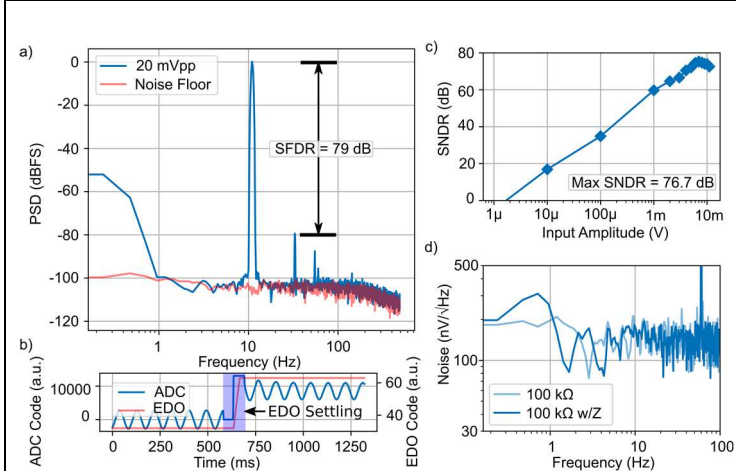 a)
20 mVpp
Noise Floor
SFDR = 79 dB
0
-20
-40
-60
-80
-100
-120
PSD (dBFS)
1
10
100
Frequency (Hz)
b)
ADC
EDO
EDO Settling
10000
0
ADC Code (a.u.)
60
40
EDO Code (a.u.)
0
250
500
750
1000
1250
Time (ms)
c)
80
60
40
20
0
SNDR (dB)
Max SNDR = 76.7 dB
1µ
10µ
100µ
1m
10m
Input Amplitude (V)
d)
500
100
30
Noise (nV/√Hz)
100 kΩ
100 kΩ w/Z
1
10
100
Frequency (Hz)